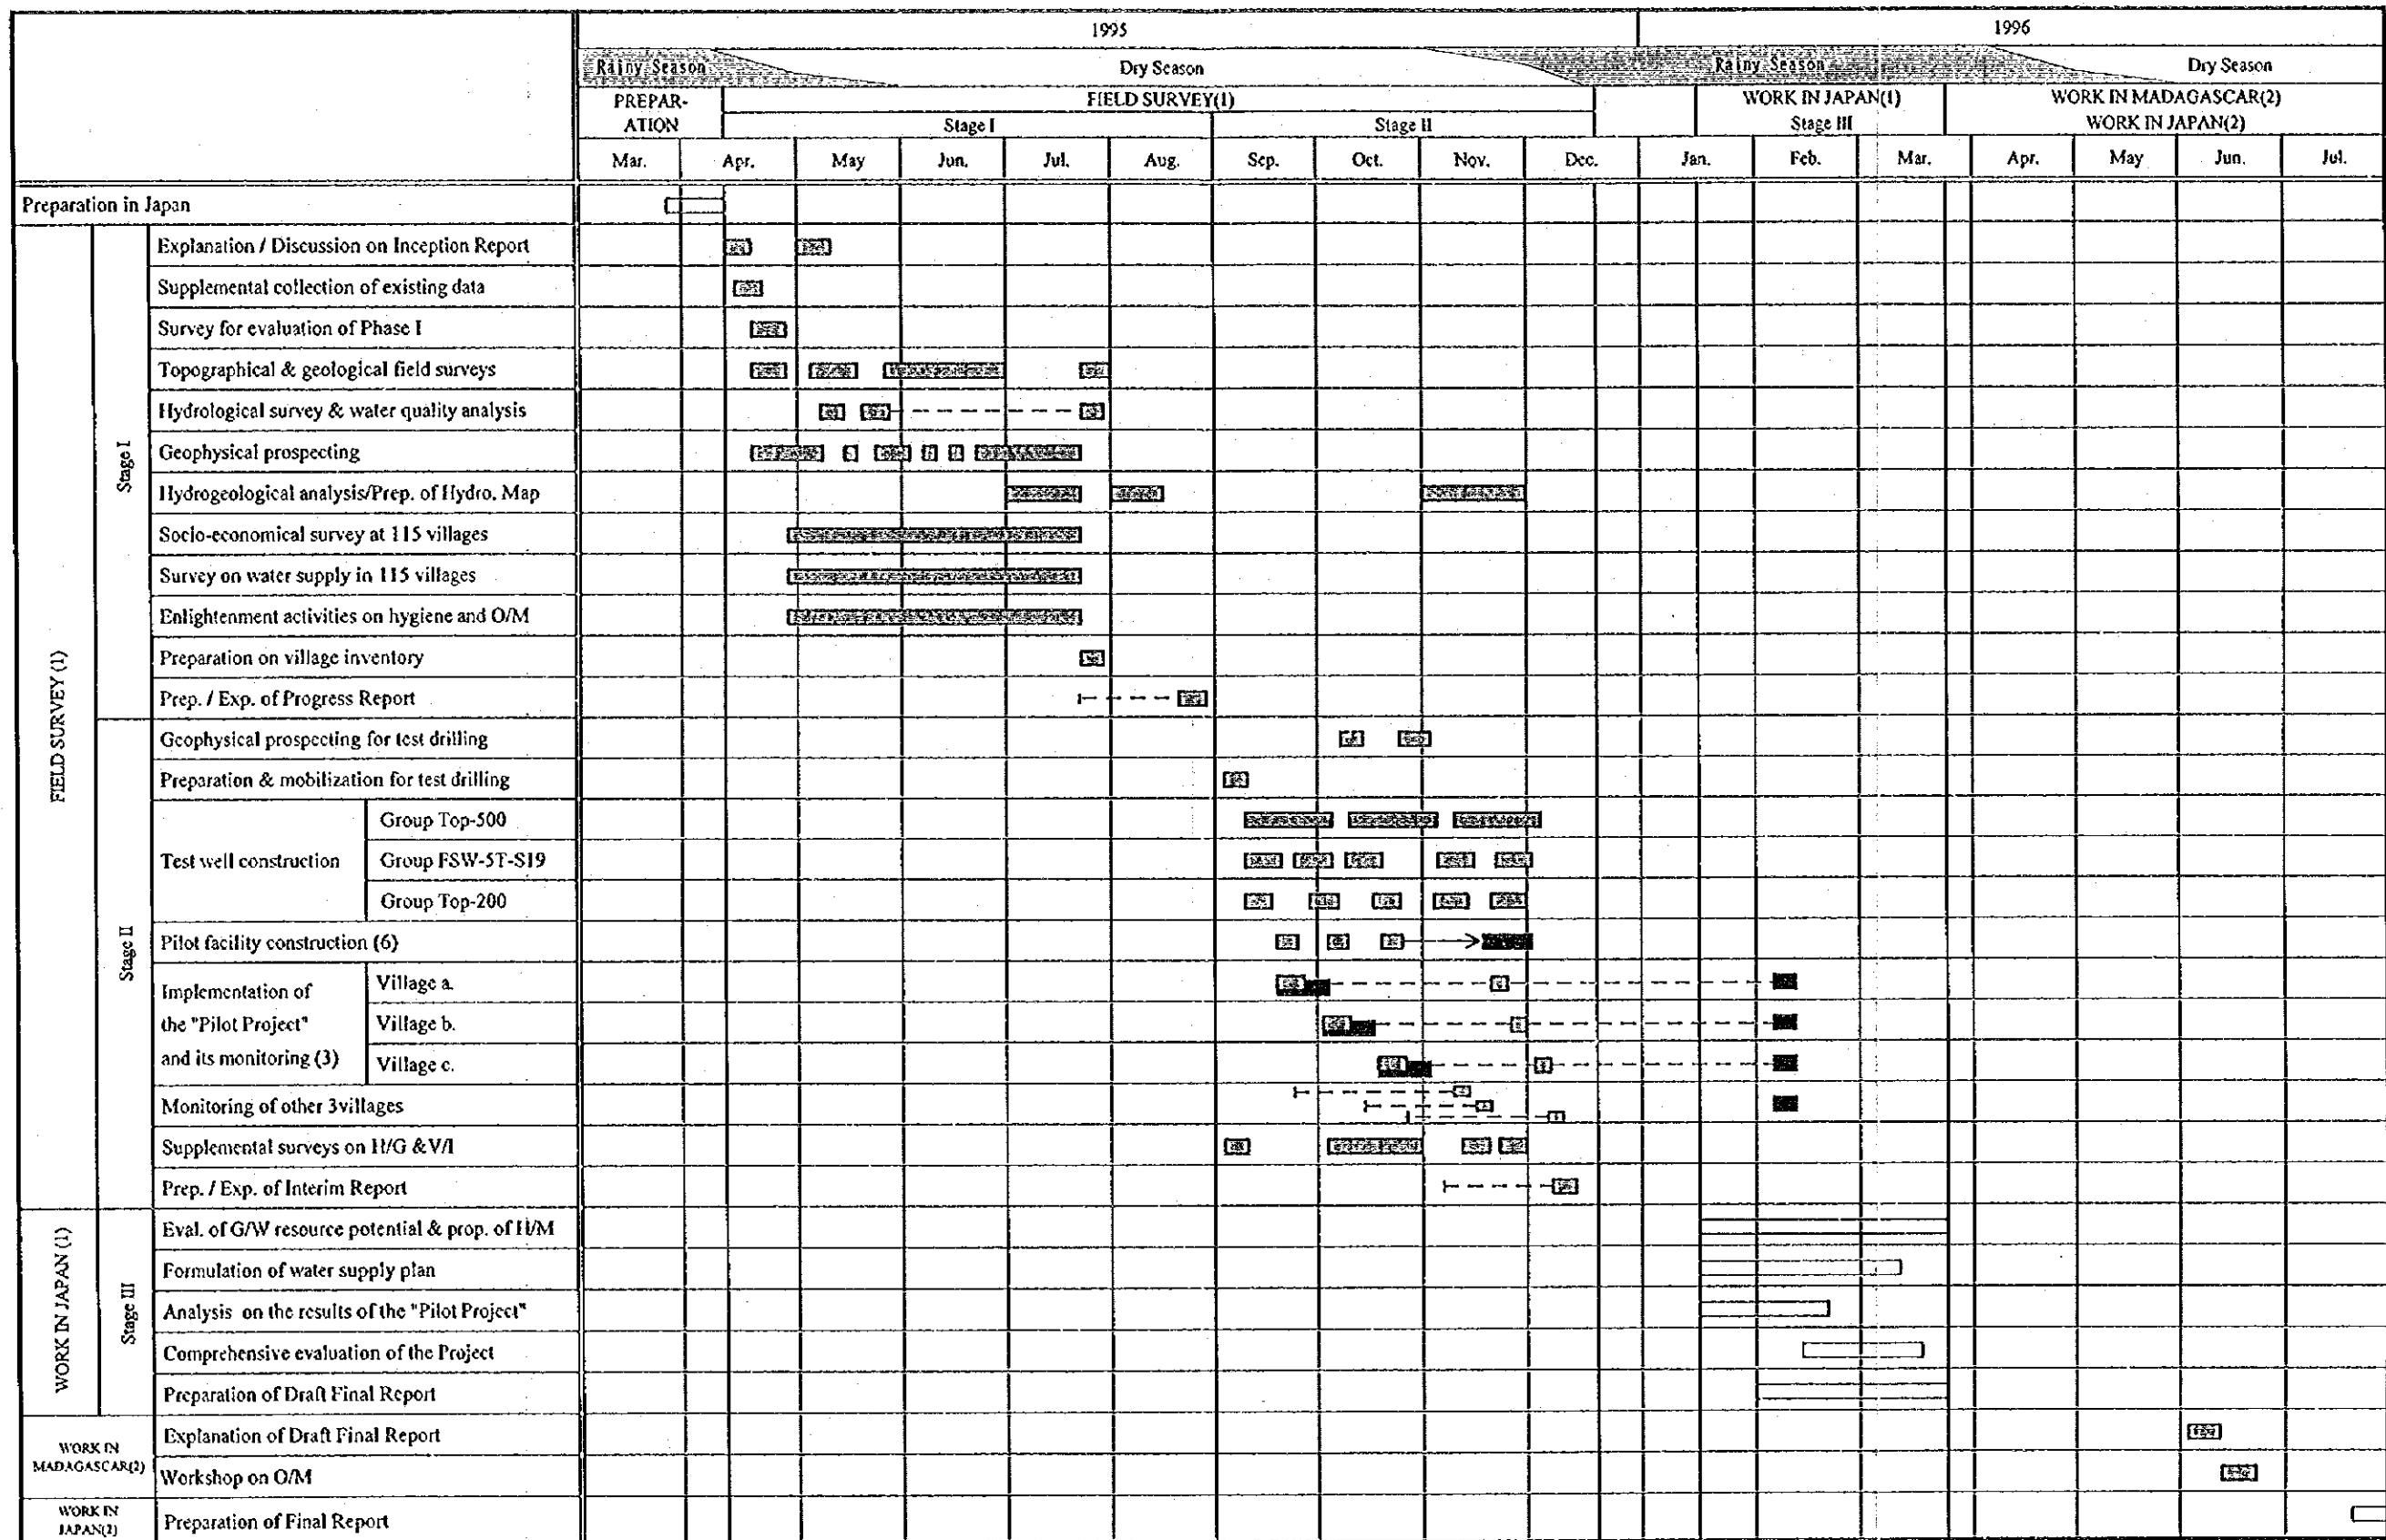 1995
1996
Rainy Season
Dry Season
Rainy Season
Dry Season
PREPAR-
ATION
FIELD SURVEY(1)
WORK IN JAPAN(1)
WORK IN MADAGASCAR(2)
Stage I
Stage II
Stage III
WORK IN JAPAN(2)
Mar.
Apr.
May
Jun.
Jul.
Aug.
Sep.
Oct.
Nov.
Dec.
Jan.
Feb.
Mar.
Apr.
May
Jun.
Jul.
Preparation in Japan
FIELD SURVEY (1)
Stage I
Explanation / Discussion on Inception Report
Supplemental collection of existing data
Survey for evaluation of Phase I
Topographical & geological field surveys
Hydrological survey & water quality analysis
Geophysical prospecting
Hydrogeological analysis/Prep. of Hydro. Map
Socio-economical survey at 115 villages
Survey on water supply in 115 villages
Enlightenment activities on hygiene and O/M
Preparation on village inventory
Prep. / Exp. of Progress Report
Stage II
Geophysical prospecting for test drilling
Preparation & mobilization for test drilling
Test well construction
Group Top-500
Group FSW-5T-S19
Group Top-200
Pilot facility construction (6)
Implementation of
the "Pilot Project"
and its monitoring (3)
Village a.
Village b.
Village c.
Monitoring of other 3villages
Supplemental surveys on H/G &V/I
Prep. / Exp. of Interim Report
WORK IN JAPAN (1)
Stage III
Eval. of G/W resource potential & prop. of H/M
Formulation of water supply plan
Analysis on the results of the "Pilot Project"
Comprehensive evaluation of the Project
Preparation of Draft Final Report
WORK IN
MADAGASCAR(2)
Explanation of Draft Final Report
Workshop on O/M
WORK IN
JAPAN(2)
Preparation of Final Report